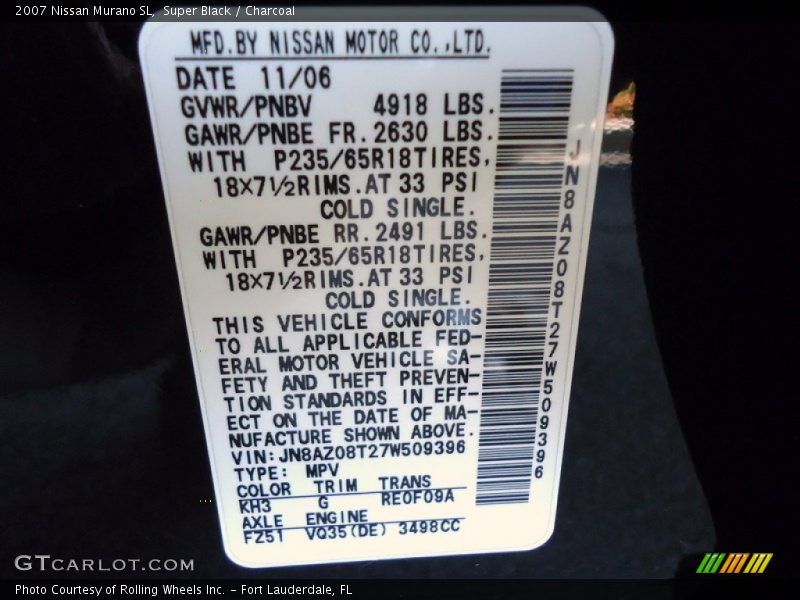 2007 Nissan Murano SL, Super Black / Charcoal
MFD.BY NISSAN MOTOR CO.,LTD.
DATE 11/06
GVWR/PNBV 4918 LBS.
GAWR/PNBE FR. 2630 LBS.
WITH P235/65R18TIRES,
18×7½RIMS.AT 33 PSI
COLD SINGLE.
GAWR/PNBE RR. 2491 LBS.
WITH P235/65R18TIRES,
18×7½RIMS.AT 33 PSI
COLD SINGLE.
THIS VEHICLE CONFORMS
TO ALL APPLICABLE FED-
ERAL MOTOR VEHICLE SA-
FETY AND THEFT PREVEN-
TION STANDARDS IN EFF-
ECT ON THE DATE OF MA-
NUFACTURE SHOWN ABOVE.
VIN:JN8AZ08T27W509396
TYPE: MPV
COLOR TRIM TRANS
KH3 G RE0F09A
AXLE ENGINE
FZ51 VQ35(DE) 3498CC
JN8AZ08T27W509396
GTCARLOT.COM
Photo Courtesy of Rolling Wheels Inc. – Fort Lauderdale, FL